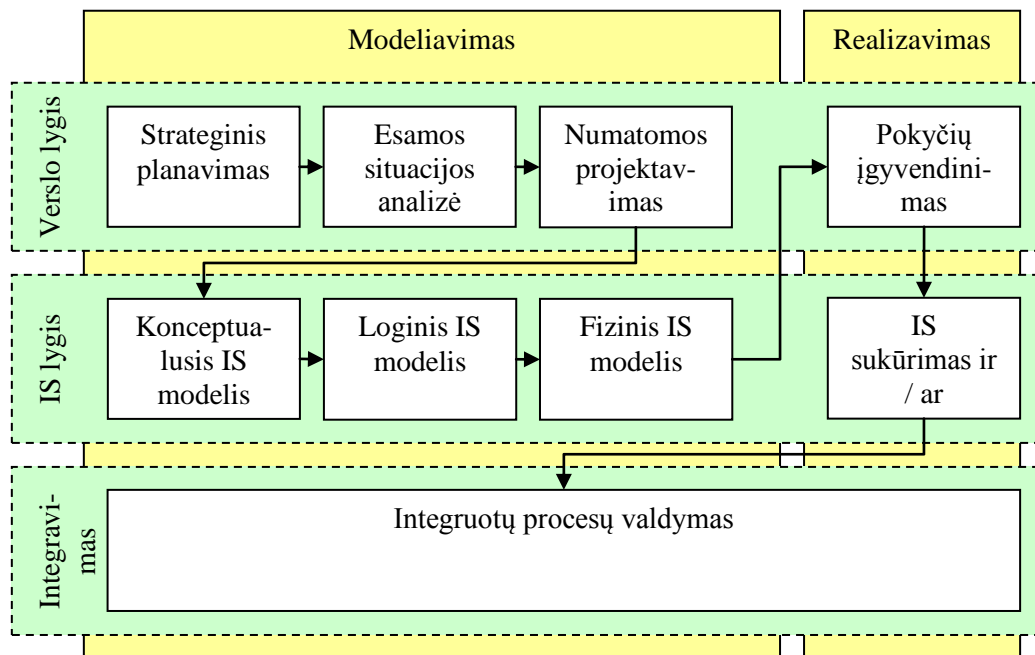 Modeliavimas
Realizavimas
Verslo lygis
Strateginis
planavimas
Esamos
situacijos
analizė
Numatomos
projektav-
imas
Pokyčių
įgyvendini-
mas
IS lygis
Konceptua-
lusis IS
modelis
Loginis IS
modelis
Fizinis IS
modelis
IS
sukūrimas ir
/ ar
Integravi-
mas
Integruotų procesų valdymas